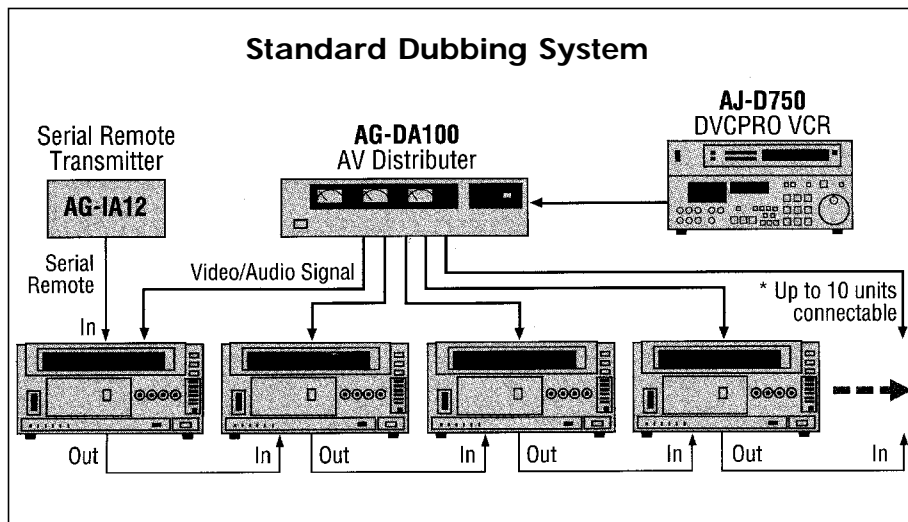 Standard Dubbing System
Serial Remote
Transmitter
AG-IA12
AG-DA100
AV Distributer
AJ-D750
DVCPRO VCR
Serial
Remote
Video/Audio Signal
* Up to 10 units
connectable
In
Out
In
Out
In
Out
In
Out
In